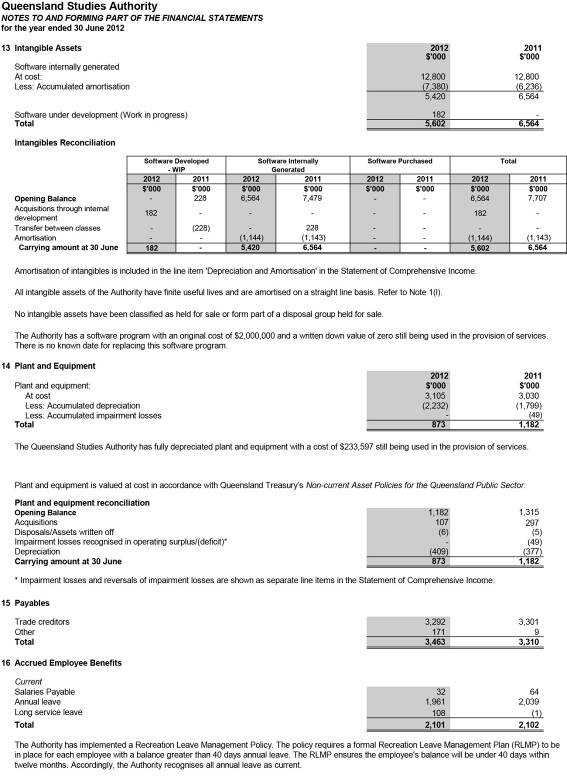 Queensland Studies Authority
NOTES TO AND FORMING PART OF THE FINANCIAL STATEMENTS
for the year ended 30 June 2012
13 Intangible Assets 2012 2011
$'000 $'000
Software internally generated
At cost: 12,800 12,800
Less: Accumulated amortisation (7,380) (6,236)
5,420 6,564
Software under development (Work in progress) 182 -
Total 5,602 6,564
Intangibles Reconciliation
Software Developed - WIP Software Internally Generated Software Purchased Total
2012 2011 2012 2011 2012 2011 2012 2011
$'000 $'000 $'000 $'000 $'000 $'000 $'000 $'000
Opening Balance - 228 6,564 7,479 - - 6,564 7,707
Acquisitions through internal development 182 - - - - - 182 -
Transfer between classes - (228) - 228 - - - -
Amortisation - - (1,144) (1,143) - - (1,144) (1,143)
Carrying amount at 30 June 182 - 5,420 6,564 - - 5,602 6,564
Amortisation of intangibles is included in the line item 'Depreciation and Amortisation' in the Statement of Comprehensive Income.
All intangible assets of the Authority have finite useful lives and are amortised on a straight line basis. Refer to Note 1(l).
No intangible assets have been classified as held for sale or form part of a disposal group held for sale.
The Authority has a software program with an original cost of $2,000,000 and a written down value of zero still being used in the provision of services.
There is no known date for replacing this software program.
14 Plant and Equipment
2012 2011
Plant and equipment: $'000 $'000
At cost 3,105 3,030
Less: Accumulated depreciation (2,232) (1,799)
Less: Accumulated impairment losses - (49)
Total 873 1,182
The Queensland Studies Authority has fully depreciated plant and equipment with a cost of $233,597 still being used in the provision of services.
Plant and equipment is valued at cost in accordance with Queensland Treasury's Non-current Asset Policies for the Queensland Public Sector.
Plant and equipment reconciliation
Opening Balance 1,182 1,315
Acquisitions 107 297
Disposals/Assets written off (6) (5)
Impairment losses recognised in operating surplus/(deficit)* - (49)
Depreciation (409) (377)
Carrying amount at 30 June 873 1,182
* Impairment losses and reversals of impairment losses are shown as separate line items in the Statement of Comprehensive Income.
15 Payables
Trade creditors 3,292 3,301
Other 171 9
Total 3,463 3,310
16 Accrued Employee Benefits
Current
Salaries Payable 32 64
Annual leave 1,961 2,039
Long service leave 108 (1)
Total 2,101 2,102
The Authority has implemented a Recreation Leave Management Policy. The policy requires a formal Recreation Leave Management Plan (RLMP) to be
in place for each employee with a balance greater than 40 days annual leave. The RLMP ensures the employee's balance will be under 40 days within
twelve months. Accordingly, the Authority recognises all annual leave as current.